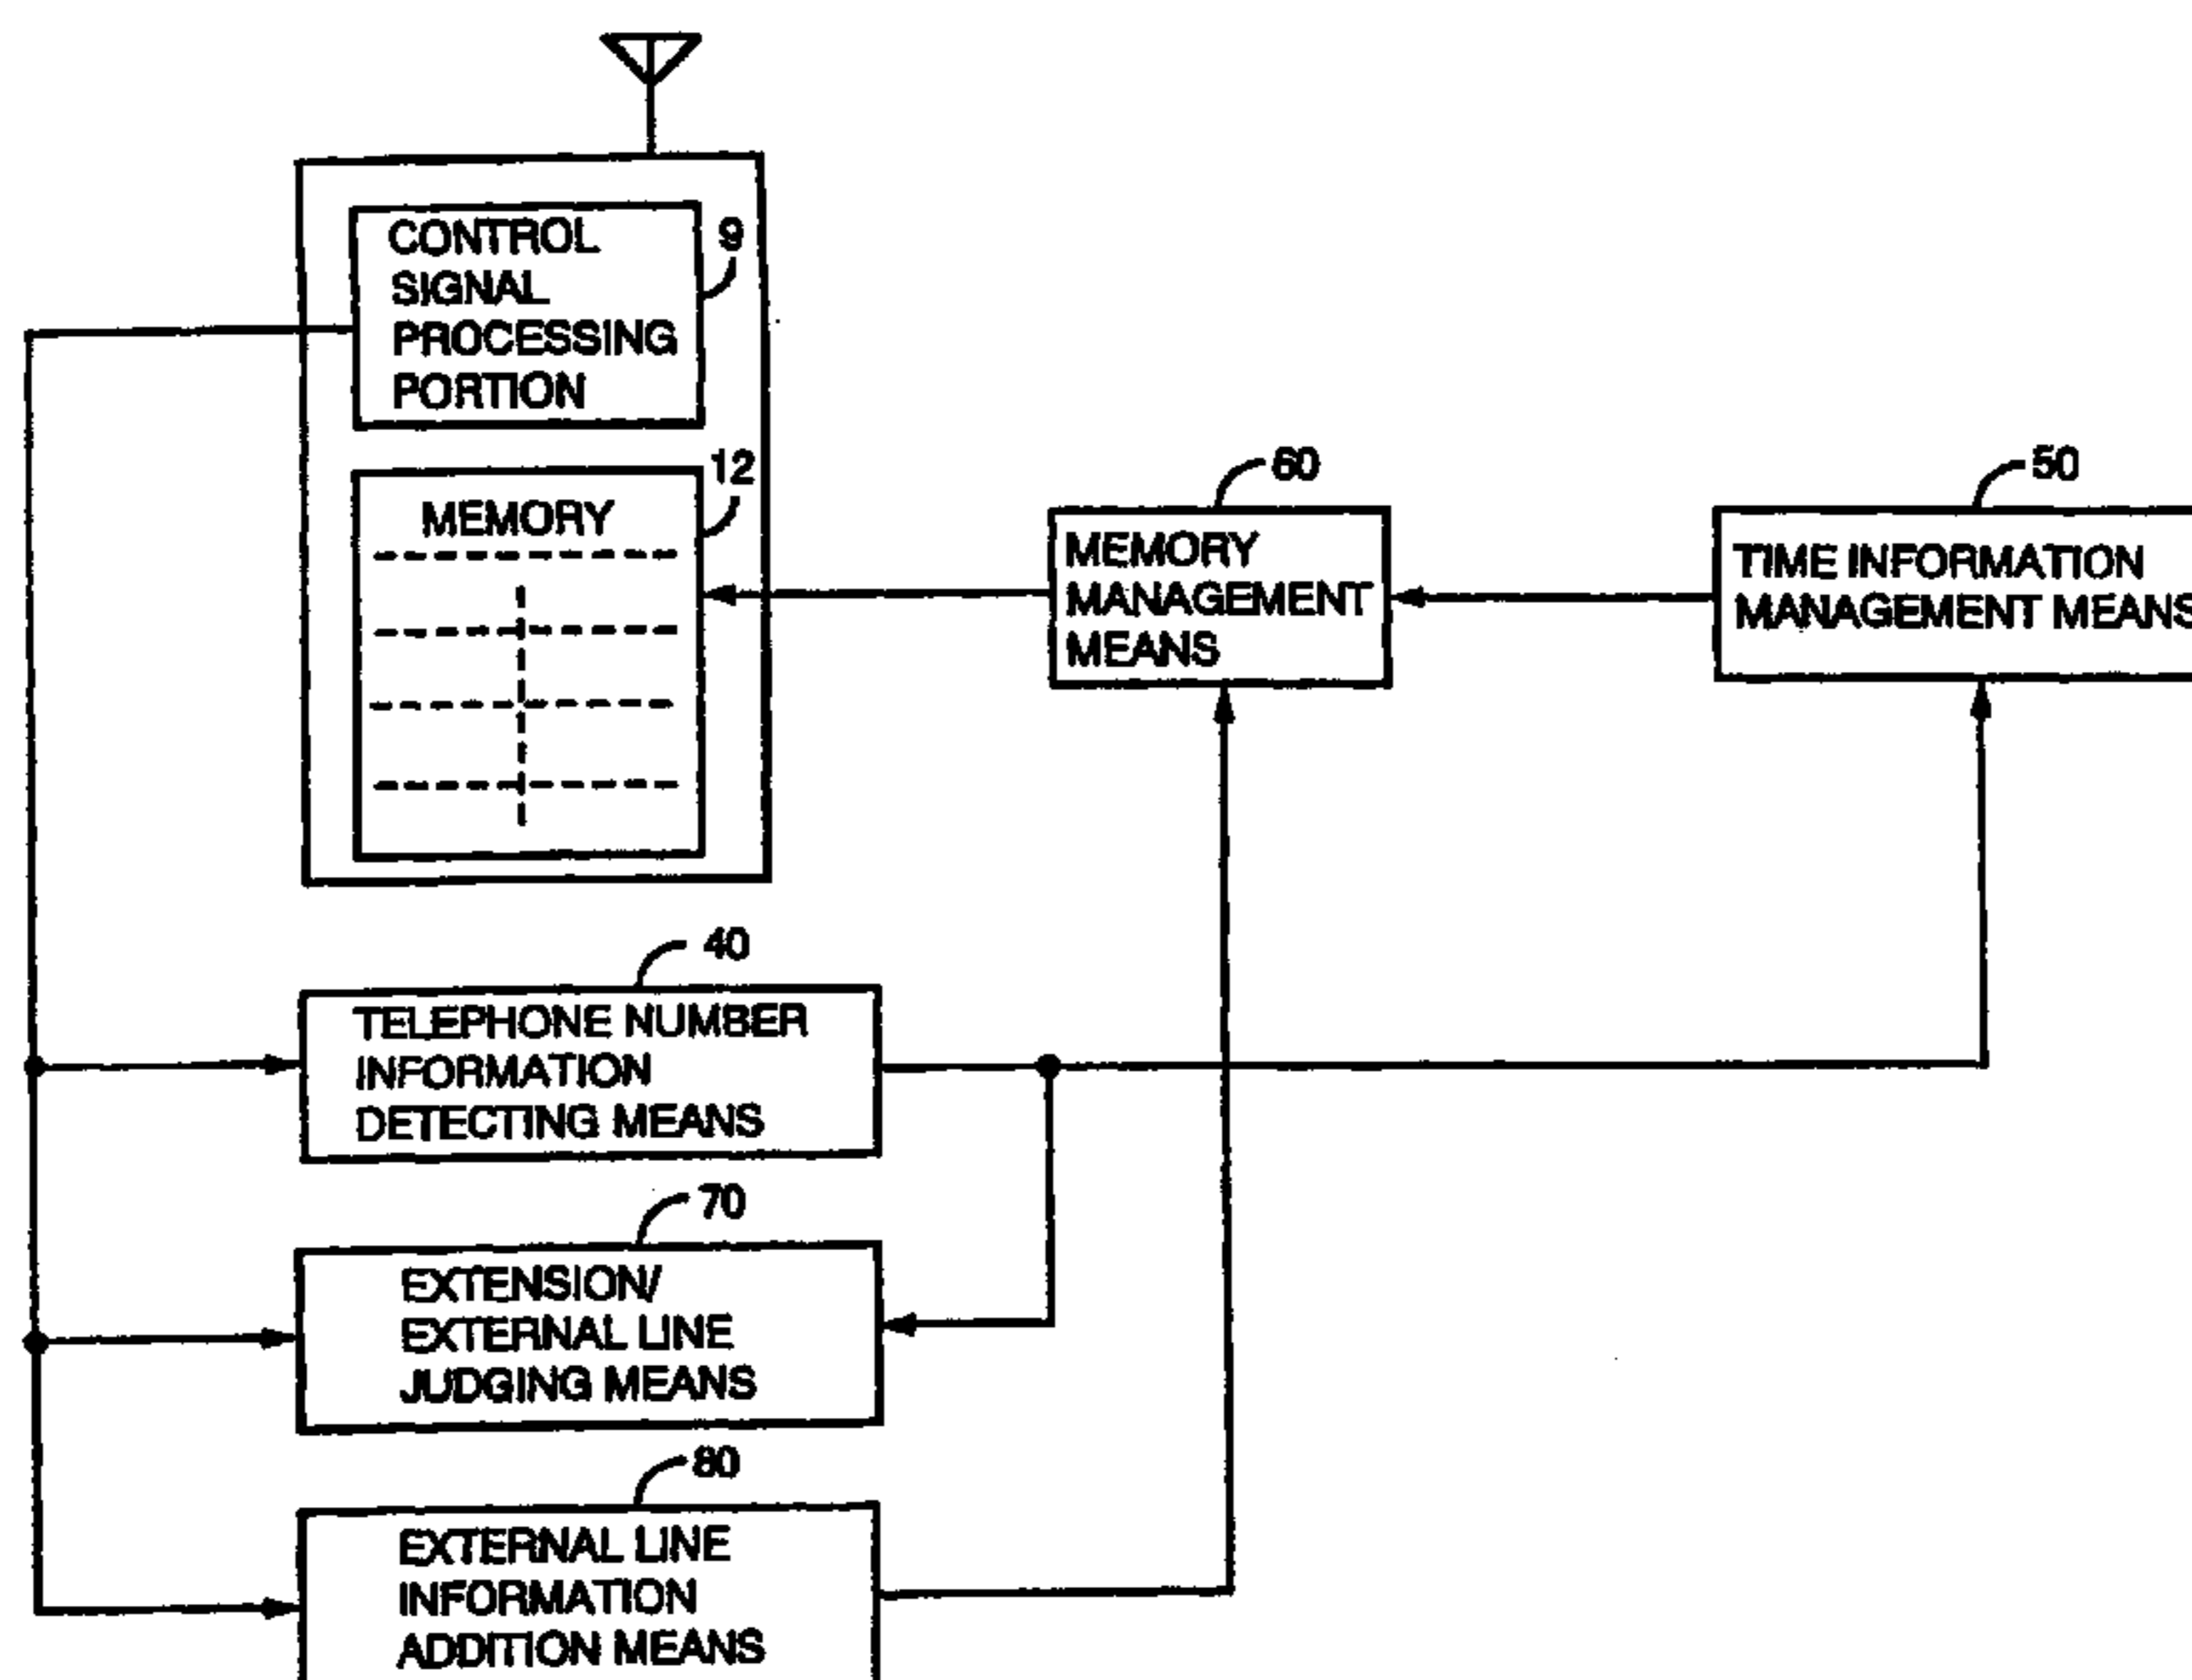 CONTROL
SIGNAL
PROCESSING
PORTION
9
MEMORY
12
60
MEMORY
MANAGEMENT
MEANS
50
TIME INFORMATION
MANAGEMENT MEANS
40
TELEPHONE NUMBER
INFORMATION
DETECTING MEANS
70
EXTENSION/
EXTERNAL LINE
JUDGING MEANS
80
EXTERNAL LINE
INFORMATION
ADDITION MEANS